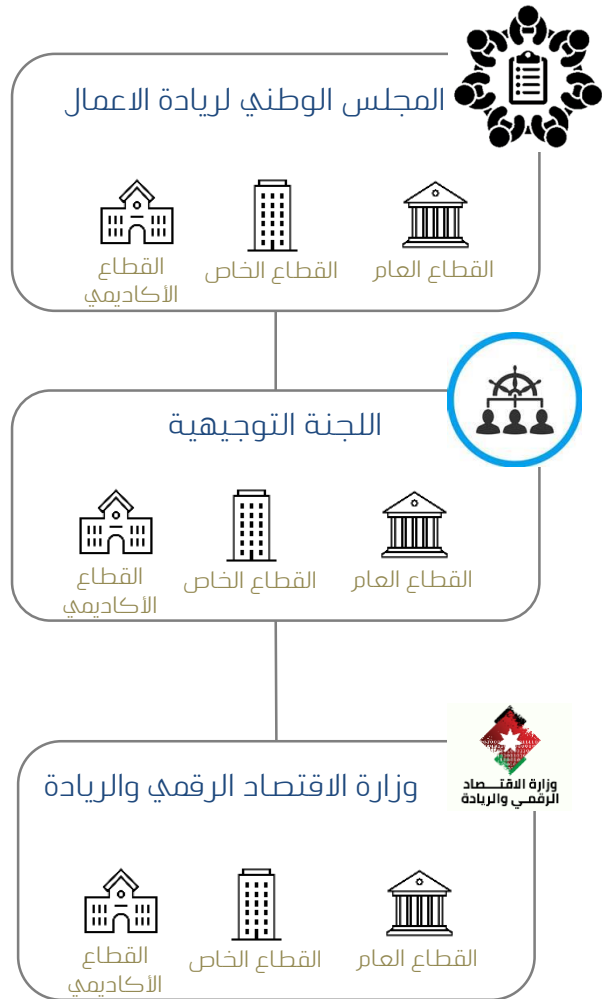 المجلس الوطني لريادة الاعمال
القطاع العام
القطاع الخاص
القطاع
الأكاديمي
اللجنة التوجيهية
القطاع العام
القطاع الخاص
القطاع
الأكاديمي
وزارة الاقتـــصاد
الرقمـي والريادة
وزارة الاقتصاد الرقمي والريادة
القطاع العام
القطاع الخاص
القطاع
الأكاديمي